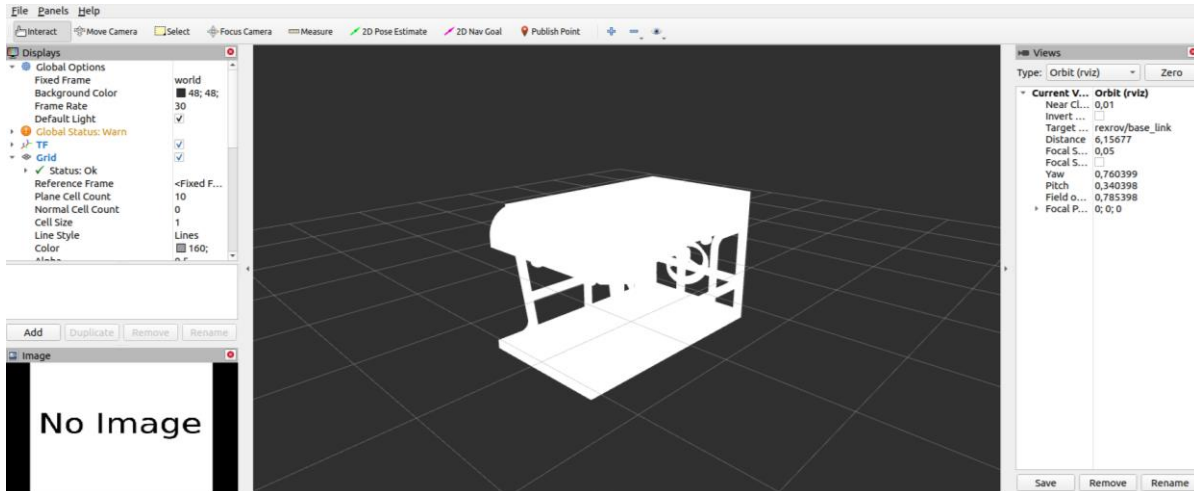 File Panels Help
Interact Move Camera Select Focus Camera Measure 2D Pose Estimate 2D Nav Goal Publish Point
Displays
Global Options
Fixed Frame world
Background Color 48; 48;
Frame Rate 30
Default Light
Global Status: Warn
TF
Grid
Status: Ok
Reference Frame <Fixed F...
Plane Cell Count 10
Normal Cell Count 0
Cell Size 1
Line Style Lines
Color 160;
Alpha 0.5
Add Duplicate Remove Rename
Image
No Image
Views
Type: Orbit (rviz) Zero
Current V... Orbit (rviz)
Near Cl... 0,01
Invert ...
Target ... rexrov/base_link
Distance 6,15677
Focal S... 0,05
Focal S...
Yaw 0,760399
Pitch 0,340398
Field o... 0,785398
Focal P... 0; 0; 0
Save Remove Rename